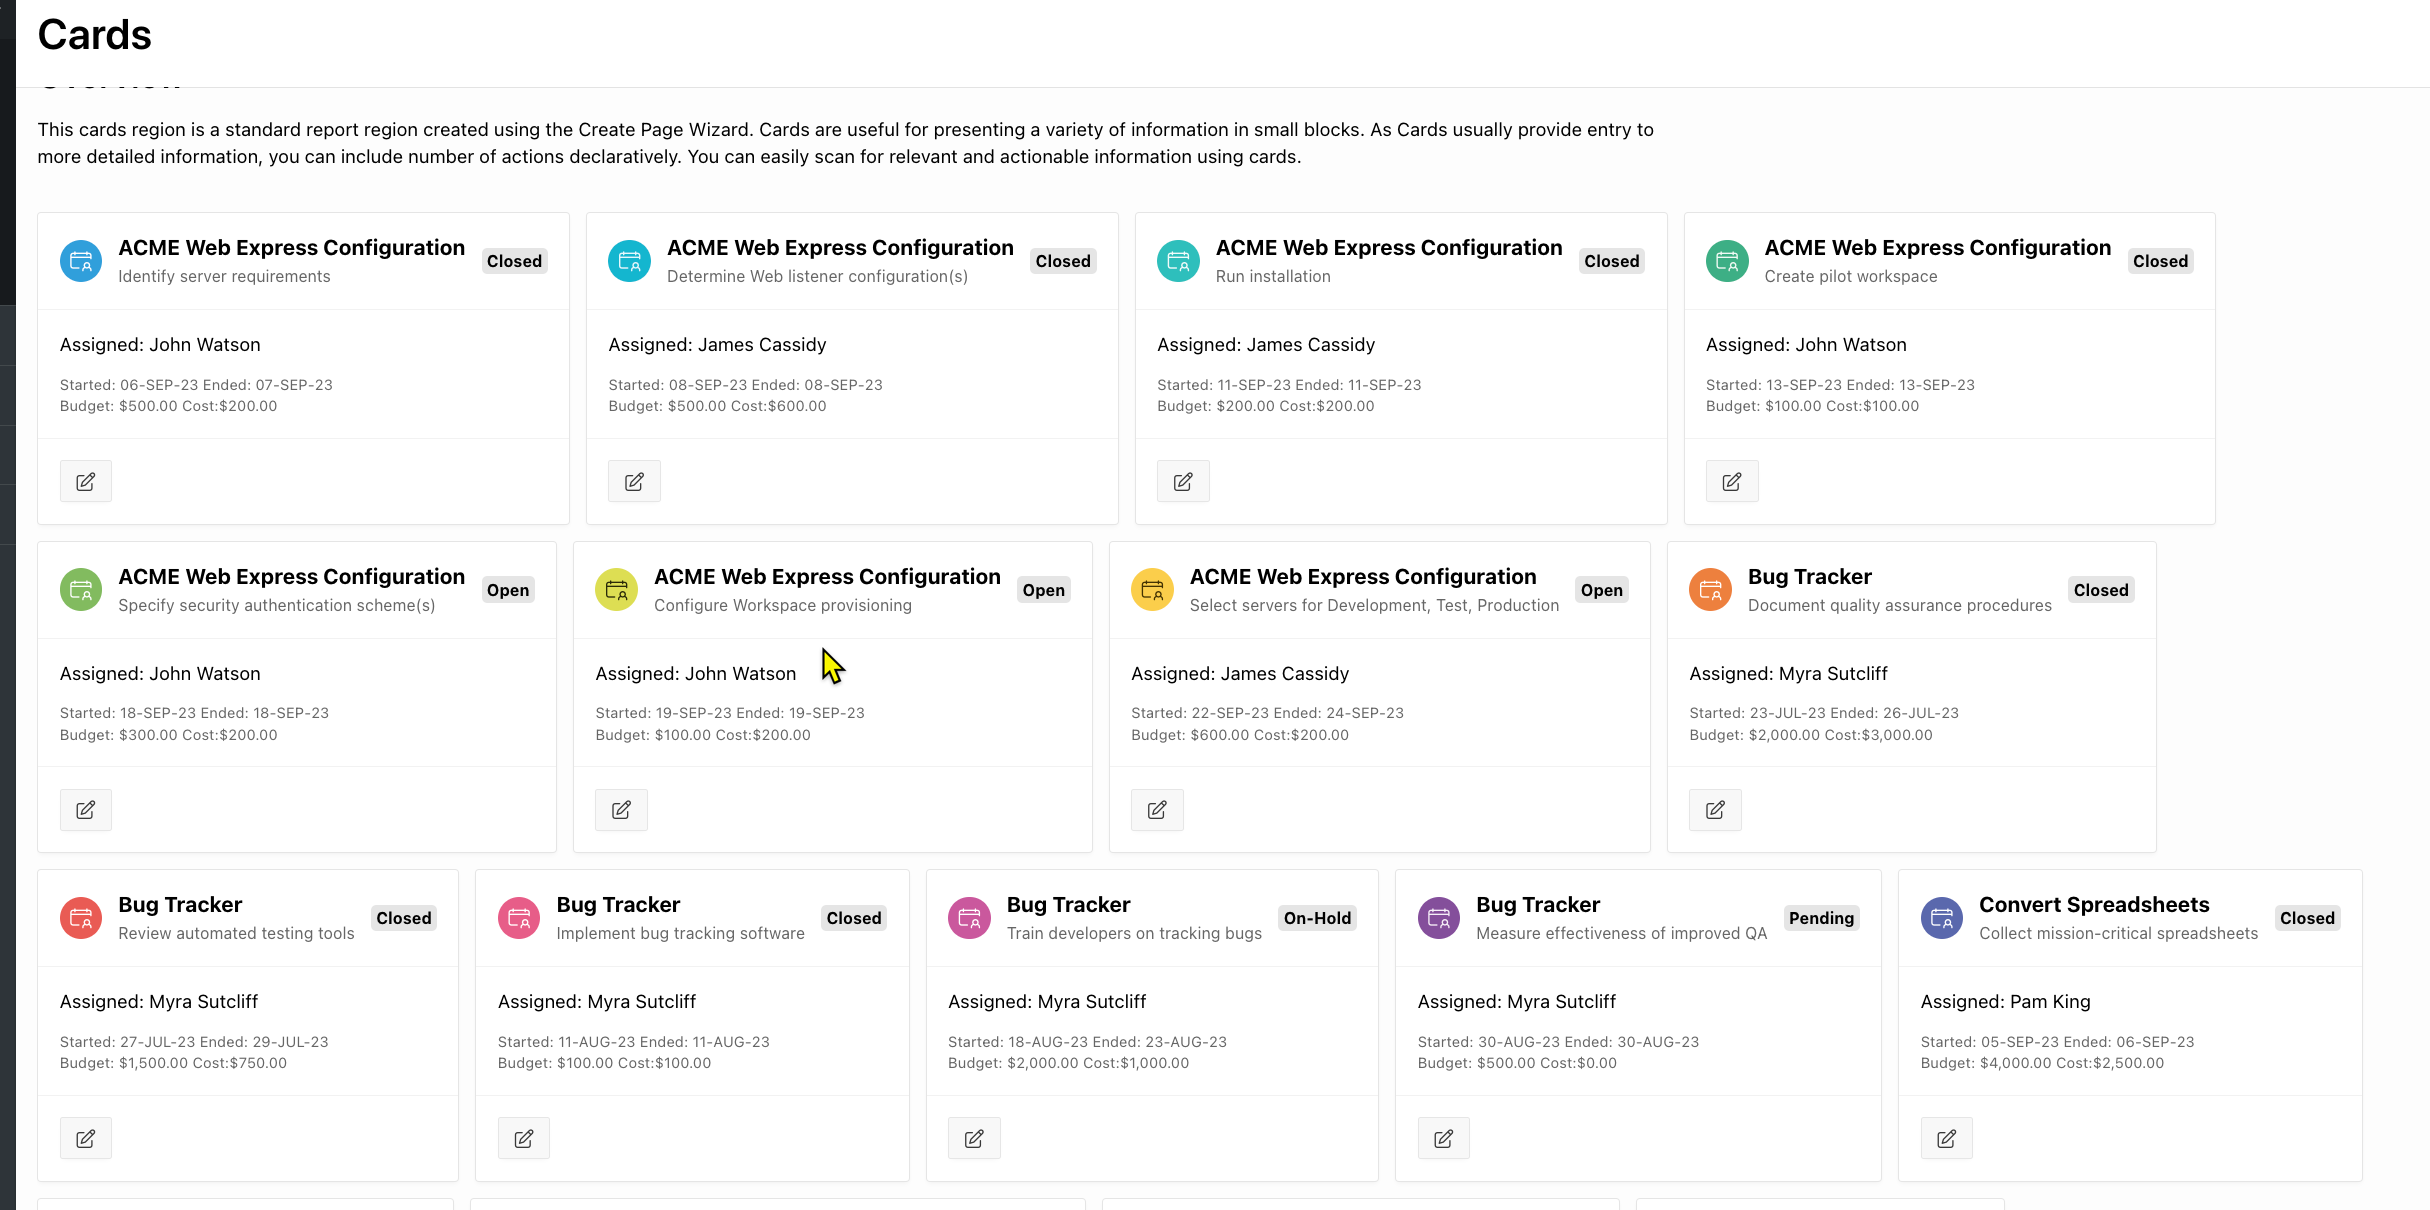 Cards
This cards region is a standard report region created using the Create Page Wizard. Cards are useful for presenting a variety of information in small blocks. As Cards usually provide entry to
more detailed information, you can include number of actions declaratively. You can easily scan for relevant and actionable information using cards.
ACME Web Express Configuration
Identify server requirements
Closed
Assigned: John Watson
Started: 06-SEP-23 Ended: 07-SEP-23
Budget: $500.00 Cost:$200.00
ACME Web Express Configuration
Determine Web listener configuration(s)
Closed
Assigned: James Cassidy
Started: 08-SEP-23 Ended: 08-SEP-23
Budget: $500.00 Cost:$600.00
ACME Web Express Configuration
Run installation
Closed
Assigned: James Cassidy
Started: 11-SEP-23 Ended: 11-SEP-23
Budget: $200.00 Cost:$200.00
ACME Web Express Configuration
Create pilot workspace
Closed
Assigned: John Watson
Started: 13-SEP-23 Ended: 13-SEP-23
Budget: $100.00 Cost:$100.00
ACME Web Express Configuration
Specify security authentication scheme(s)
Open
Assigned: John Watson
Started: 18-SEP-23 Ended: 18-SEP-23
Budget: $300.00 Cost:$200.00
ACME Web Express Configuration
Configure Workspace provisioning
Open
Assigned: John Watson
Started: 19-SEP-23 Ended: 19-SEP-23
Budget: $100.00 Cost:$200.00
ACME Web Express Configuration
Select servers for Development, Test, Production
Open
Assigned: James Cassidy
Started: 22-SEP-23 Ended: 24-SEP-23
Budget: $600.00 Cost:$200.00
Bug Tracker
Document quality assurance procedures
Closed
Assigned: Myra Sutcliff
Started: 23-JUL-23 Ended: 26-JUL-23
Budget: $2,000.00 Cost:$3,000.00
Bug Tracker
Review automated testing tools
Closed
Assigned: Myra Sutcliff
Started: 27-JUL-23 Ended: 29-JUL-23
Budget: $1,500.00 Cost:$750.00
Bug Tracker
Implement bug tracking software
Closed
Assigned: Myra Sutcliff
Started: 11-AUG-23 Ended: 11-AUG-23
Budget: $100.00 Cost:$100.00
Bug Tracker
Train developers on tracking bugs
On-Hold
Assigned: Myra Sutcliff
Started: 18-AUG-23 Ended: 23-AUG-23
Budget: $2,000.00 Cost:$1,000.00
Bug Tracker
Measure effectiveness of improved QA
Pending
Assigned: Myra Sutcliff
Started: 30-AUG-23 Ended: 30-AUG-23
Budget: $500.00 Cost:$0.00
Convert Spreadsheets
Collect mission-critical spreadsheets
Closed
Assigned: Pam King
Started: 05-SEP-23 Ended: 06-SEP-23
Budget: $4,000.00 Cost:$2,500.00